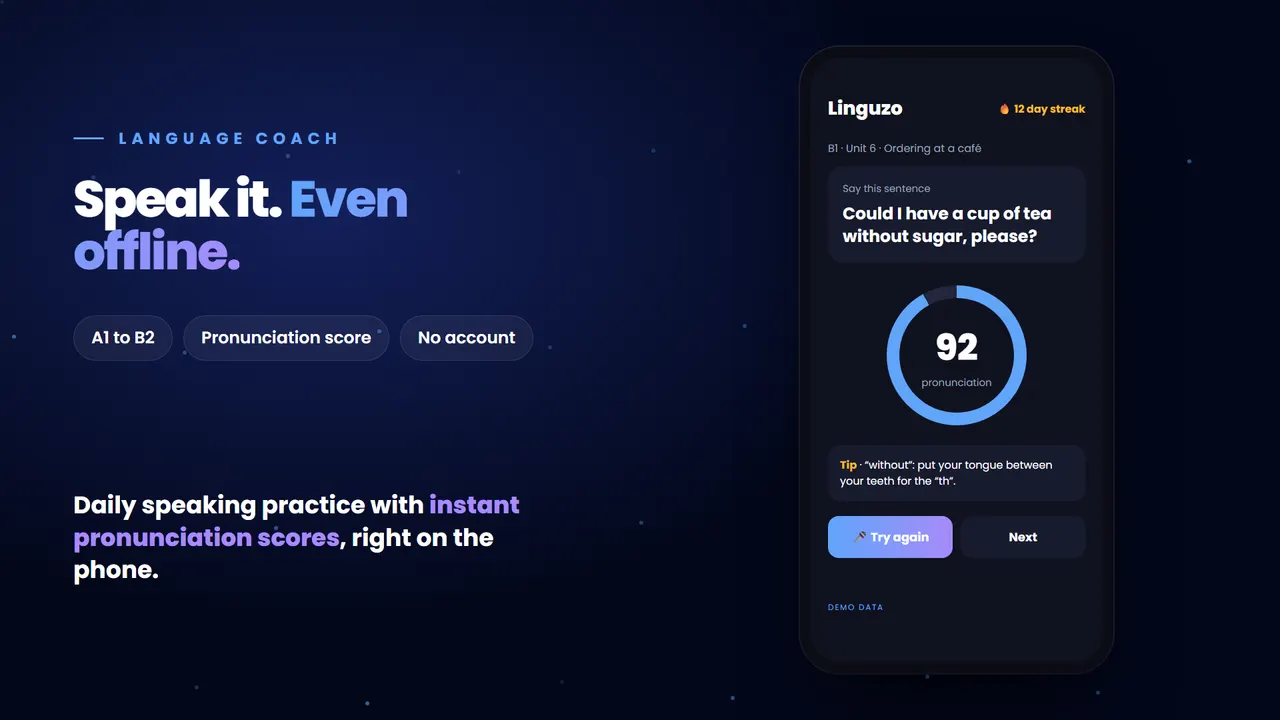 LANGUAGE COACH
Speak it. Even
offline.
A1 to B2
Pronunciation score
No account
Daily speaking practice with instant
pronunciation scores, right on the
phone.
Linguzo
🔥 12 day streak
B1 · Unit 6 · Ordering at a café
Say this sentence
Could I have a cup of tea
without sugar, please?
92
pronunciation
Tip · “without”: put your tongue between
your teeth for the “th”.
🎤 Try again
Next
DEMO DATA